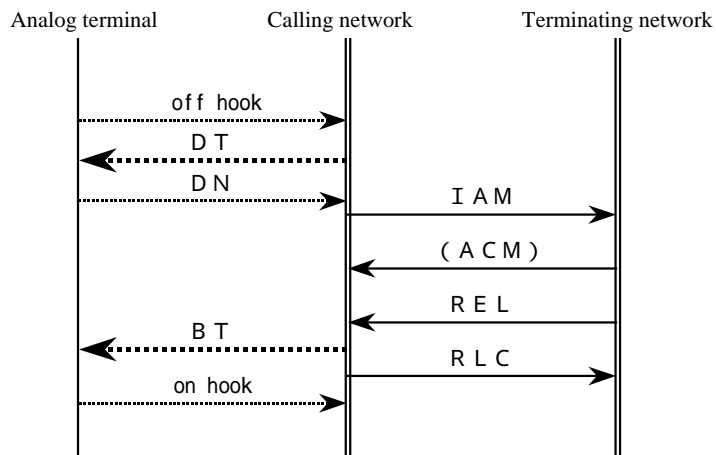 Analog terminal
Calling network
Terminating network
off hook
DT
DN
IAM
(ACM)
REL
BT
RLC
on hook